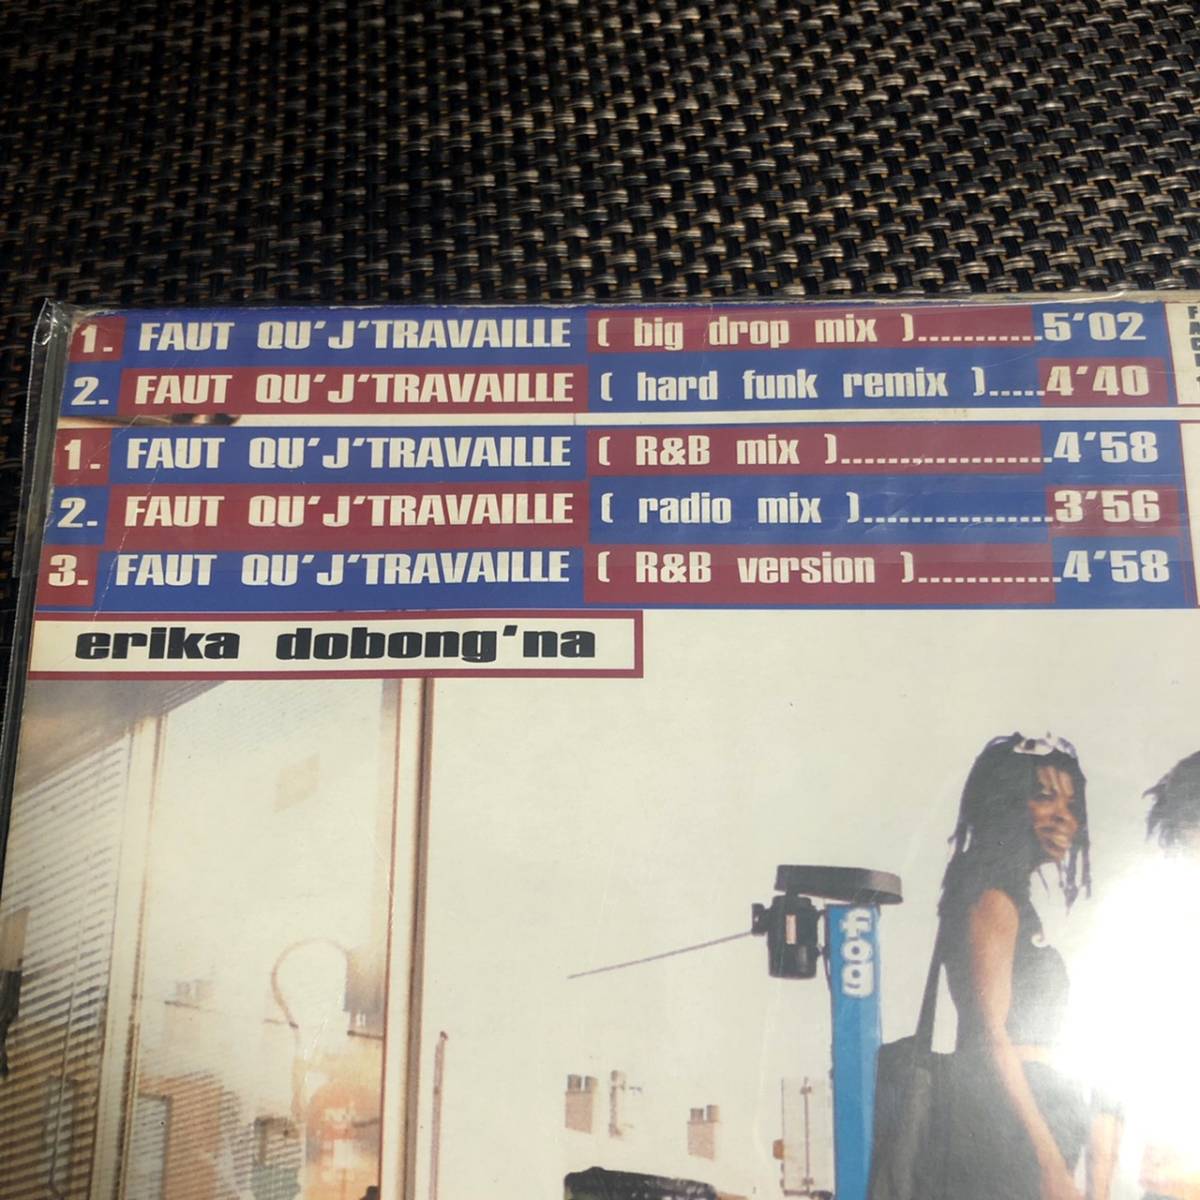 1. FAUT QU'J'TRAVAILLE ( big drop mix )...........5'02
2. FAUT QU'J'TRAVAILLE ( hard funk remix ).....4'40
1. FAUT QU'J'TRAVAILLE ( R&B mix )...................4'58
2. FAUT QU'J'TRAVAILLE ( radio mix )................3'56
3. FAUT QU'J'TRAVAILLE ( R&B version )............4'58
erika dobong'na
fog